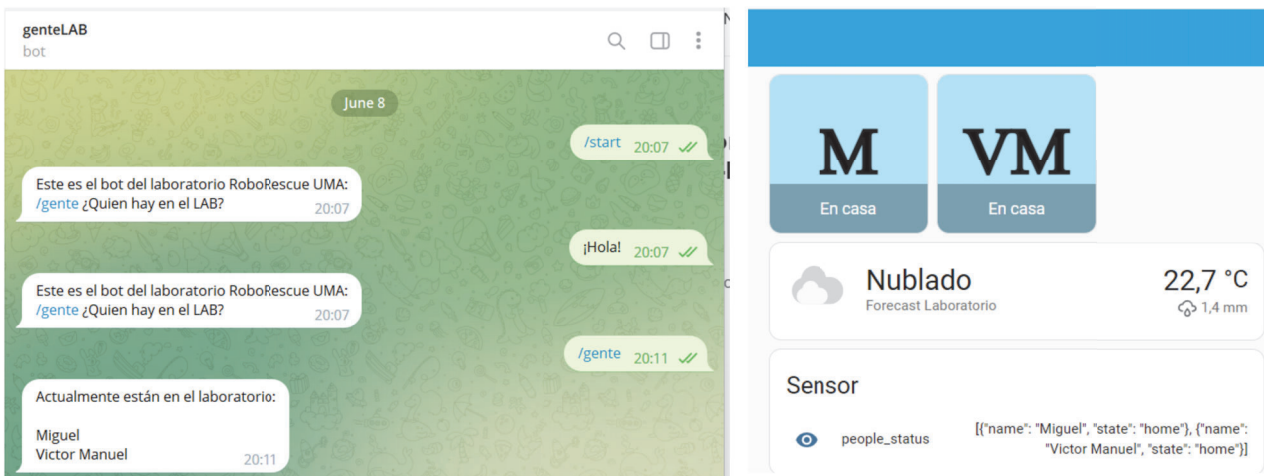 genteLAB
bot
June 8
/start 20:07
Este es el bot del laboratorio RoboRescue UMA:
/gente ¿Quien hay en el LAB?
20:07
¡Hola! 20:07
Este es el bot del laboratorio RoboRescue UMA:
/gente ¿Quien hay en el LAB?
20:07
/gente 20:11
Actualmente están en el laboratorio:
Miguel
Victor Manuel
20:11
M
En casa
VM
En casa
Nublado
Forecast Laboratorio
22,7 °C
1,4 mm
Sensor
people_status
[{"name": "Miguel", "state": "home"}, {"name":
"Victor Manuel", "state": "home"}]